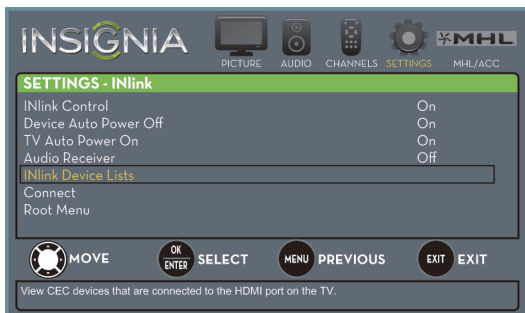 INSIGNIA
MHL
PICTURE AUDIO CHANNELS SETTINGS MHL/ACC
SETTINGS - INlink
INlink Control On
Device Auto Power Off On
TV Auto Power On On
Audio Receiver Off
INlink Device Lists
Connect
Root Menu
MOVE OK ENTER SELECT MENU PREVIOUS EXIT EXIT
View CEC devices that are connected to the HDMI port on the TV.